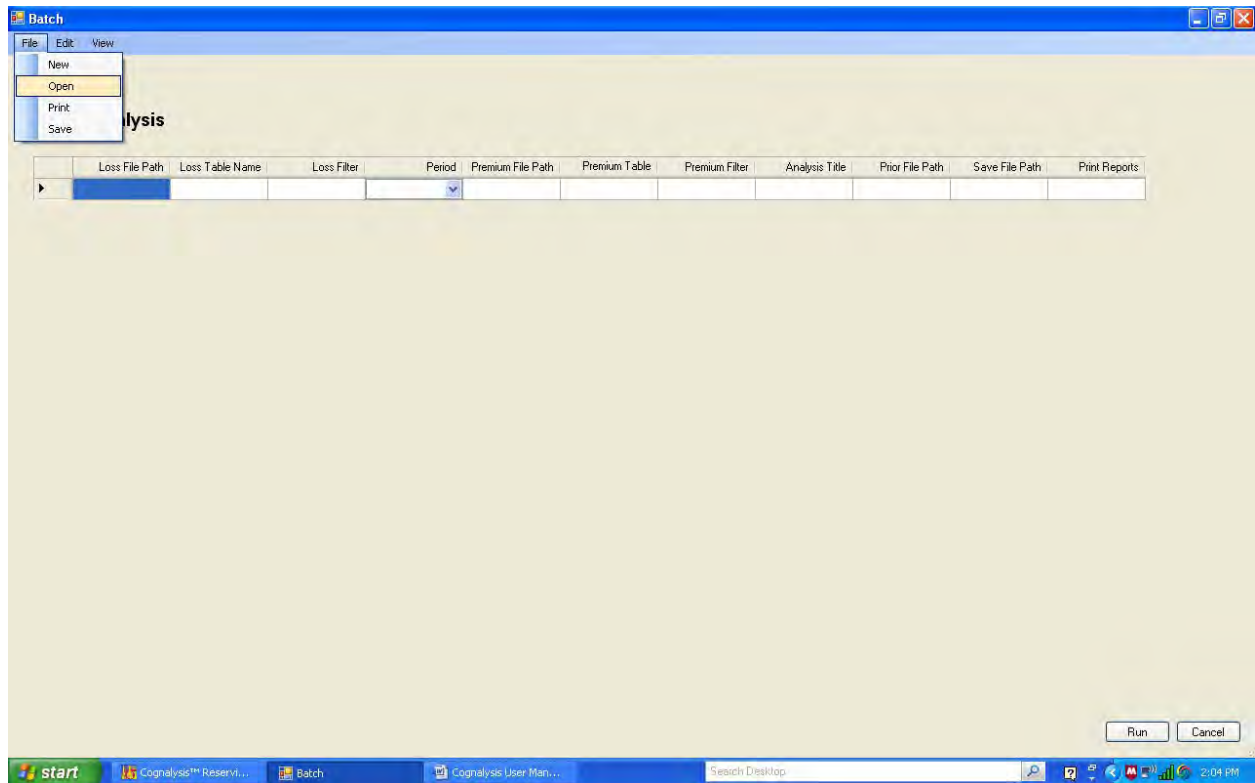 Batch
File Edit View
New
Open
Print
Save
lysis
Loss File Path Loss Table Name Loss Filter Period Premium File Path Premium Table Premium Filter Analysis Title Prior File Path Save File Path Print Reports
Run Cancel
start Cognalysis™ Reservi... Batch Cognalysis User Man... Search Desktop 2:04 PM